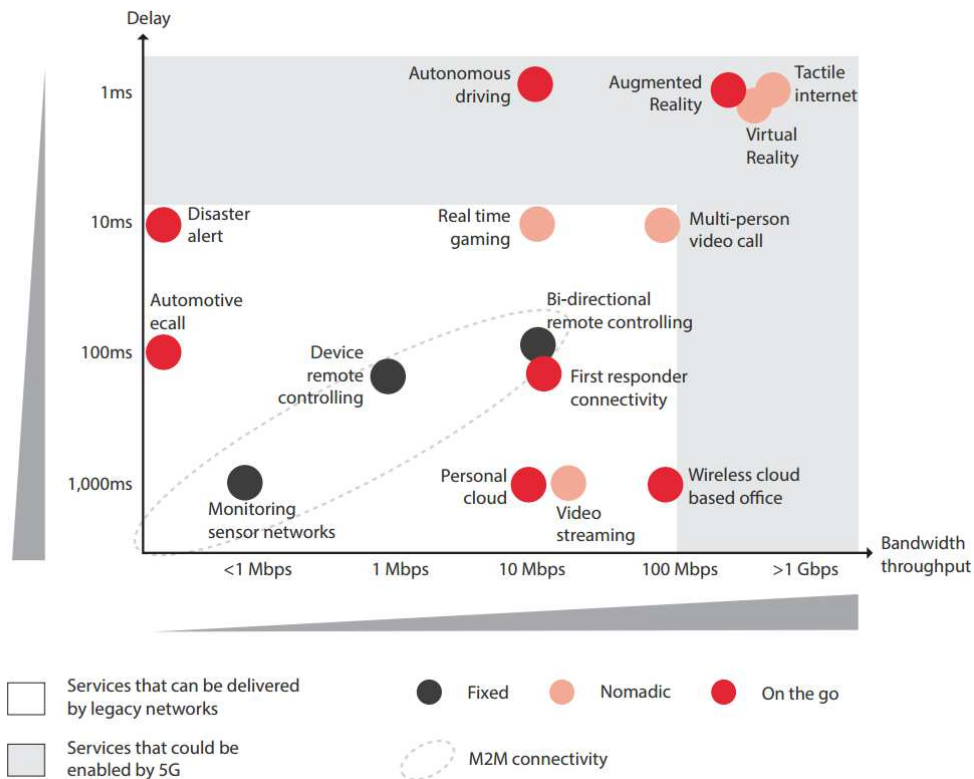 Delay
1ms
10ms
100ms
1,000ms
Autonomous
driving
Augmented
Reality
Tactile
internet
Virtual
Reality
Disaster
alert
Real time
gaming
Multi-person
video call
Automotive
ecall
Device
remote
controlling
Bi-directional
remote controlling
First responder
connectivity
Monitoring
sensor networks
Personal
cloud
Video
streaming
Wireless cloud
based office
<1 Mbps
1 Mbps
10 Mbps
100 Mbps
>1 Gbps
Bandwidth
throughput
Services that can be delivered
by legacy networks
Fixed
Nomadic
On the go
Services that could be
enabled by 5G
M2M connectivity